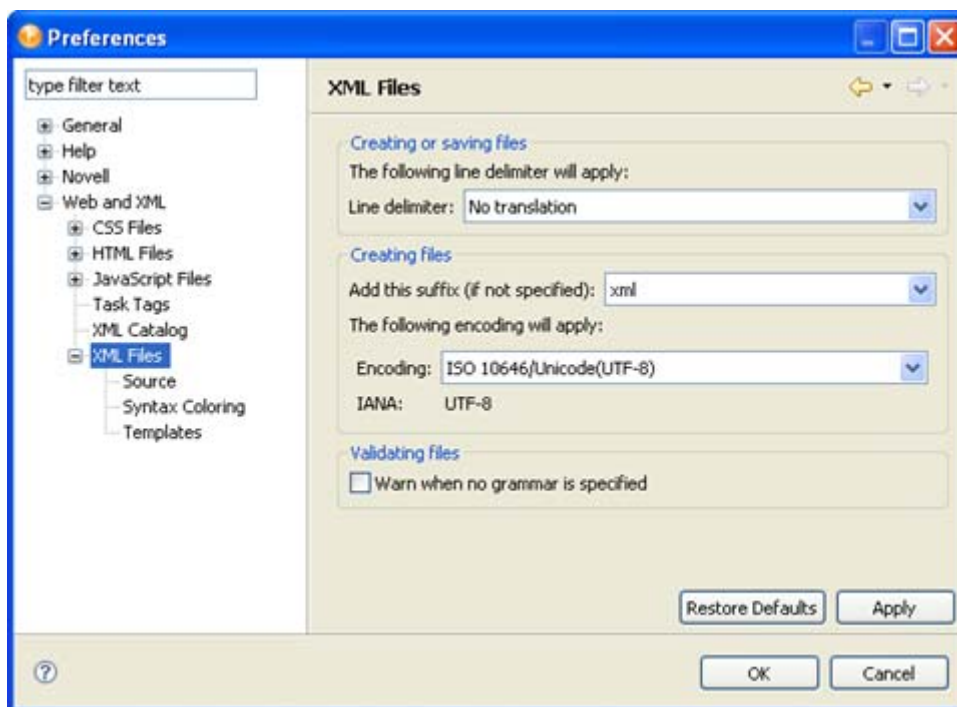 Preferences
type filter text
General
Help
Novell
Web and XML
CSS Files
HTML Files
JavaScript Files
Task Tags
XML Catalog
XML Files
Source
Syntax Coloring
Templates
XML Files
Creating or saving files
The following line delimiter will apply:
Line delimiter: No translation
Creating files
Add this suffix (if not specified): xml
The following encoding will apply:
Encoding: ISO 10646/Unicode(UTF-8)
IANA: UTF-8
Validating files
Warn when no grammar is specified
Restore Defaults Apply
? OK Cancel